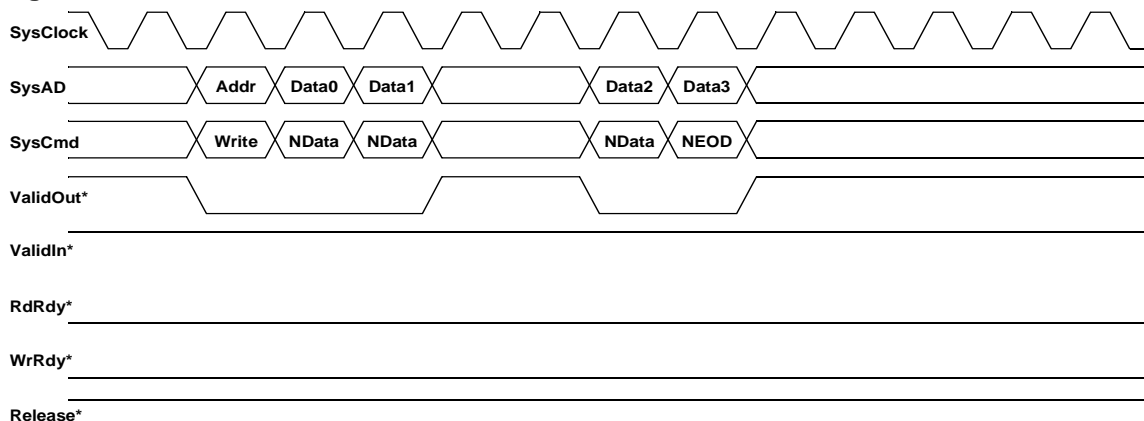 SysClock
SysAD Addr Data0 Data1 Data2 Data3
SysCmd Write NData NData NData NEOD
ValidOut*
ValidIn*
RdRdy*
WrRdy*
Release*